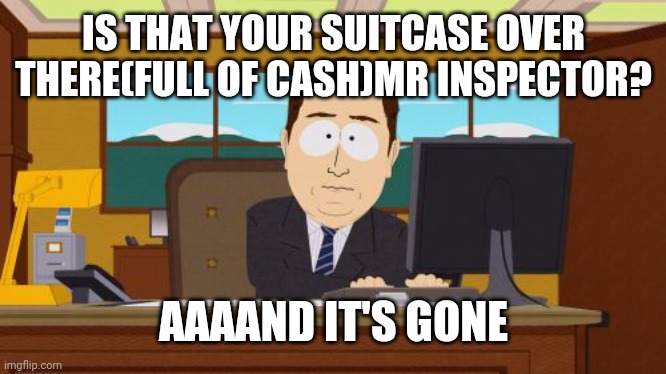 IS THAT YOUR SUITCASE OVER
THERE(FULL OF CASH)MR INSPECTOR?
AAAAND IT'S GONE
imgflip.com